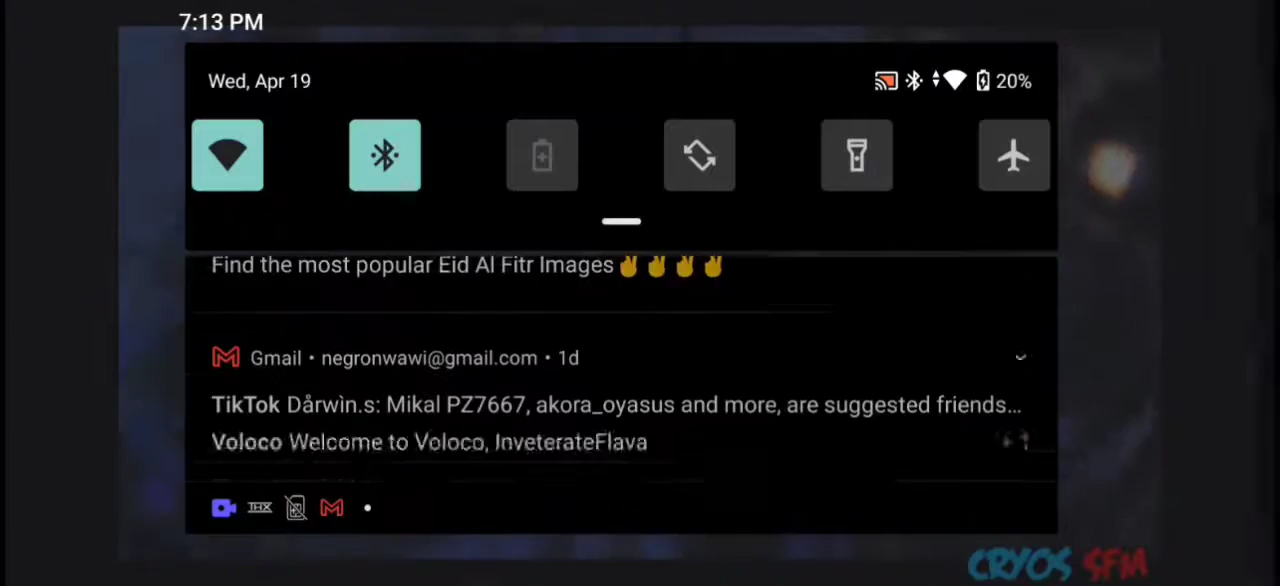 7:13 PM
Wed, Apr 19
20%
Find the most popular Eid Al Fitr Images✌✌✌✌
Gmail • negronwawi@gmail.com • 1d
TikTok Dårwìn.s: Mikal PZ7667, akora_oyasus and more, are suggested friends...
Voloco Welcome to Voloco, InveterateFlava
THX
CRYOS SFM